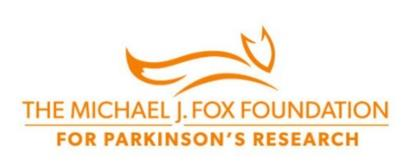 THE MICHAEL J. FOX FOUNDATION
FOR PARKINSON'S RESEARCH